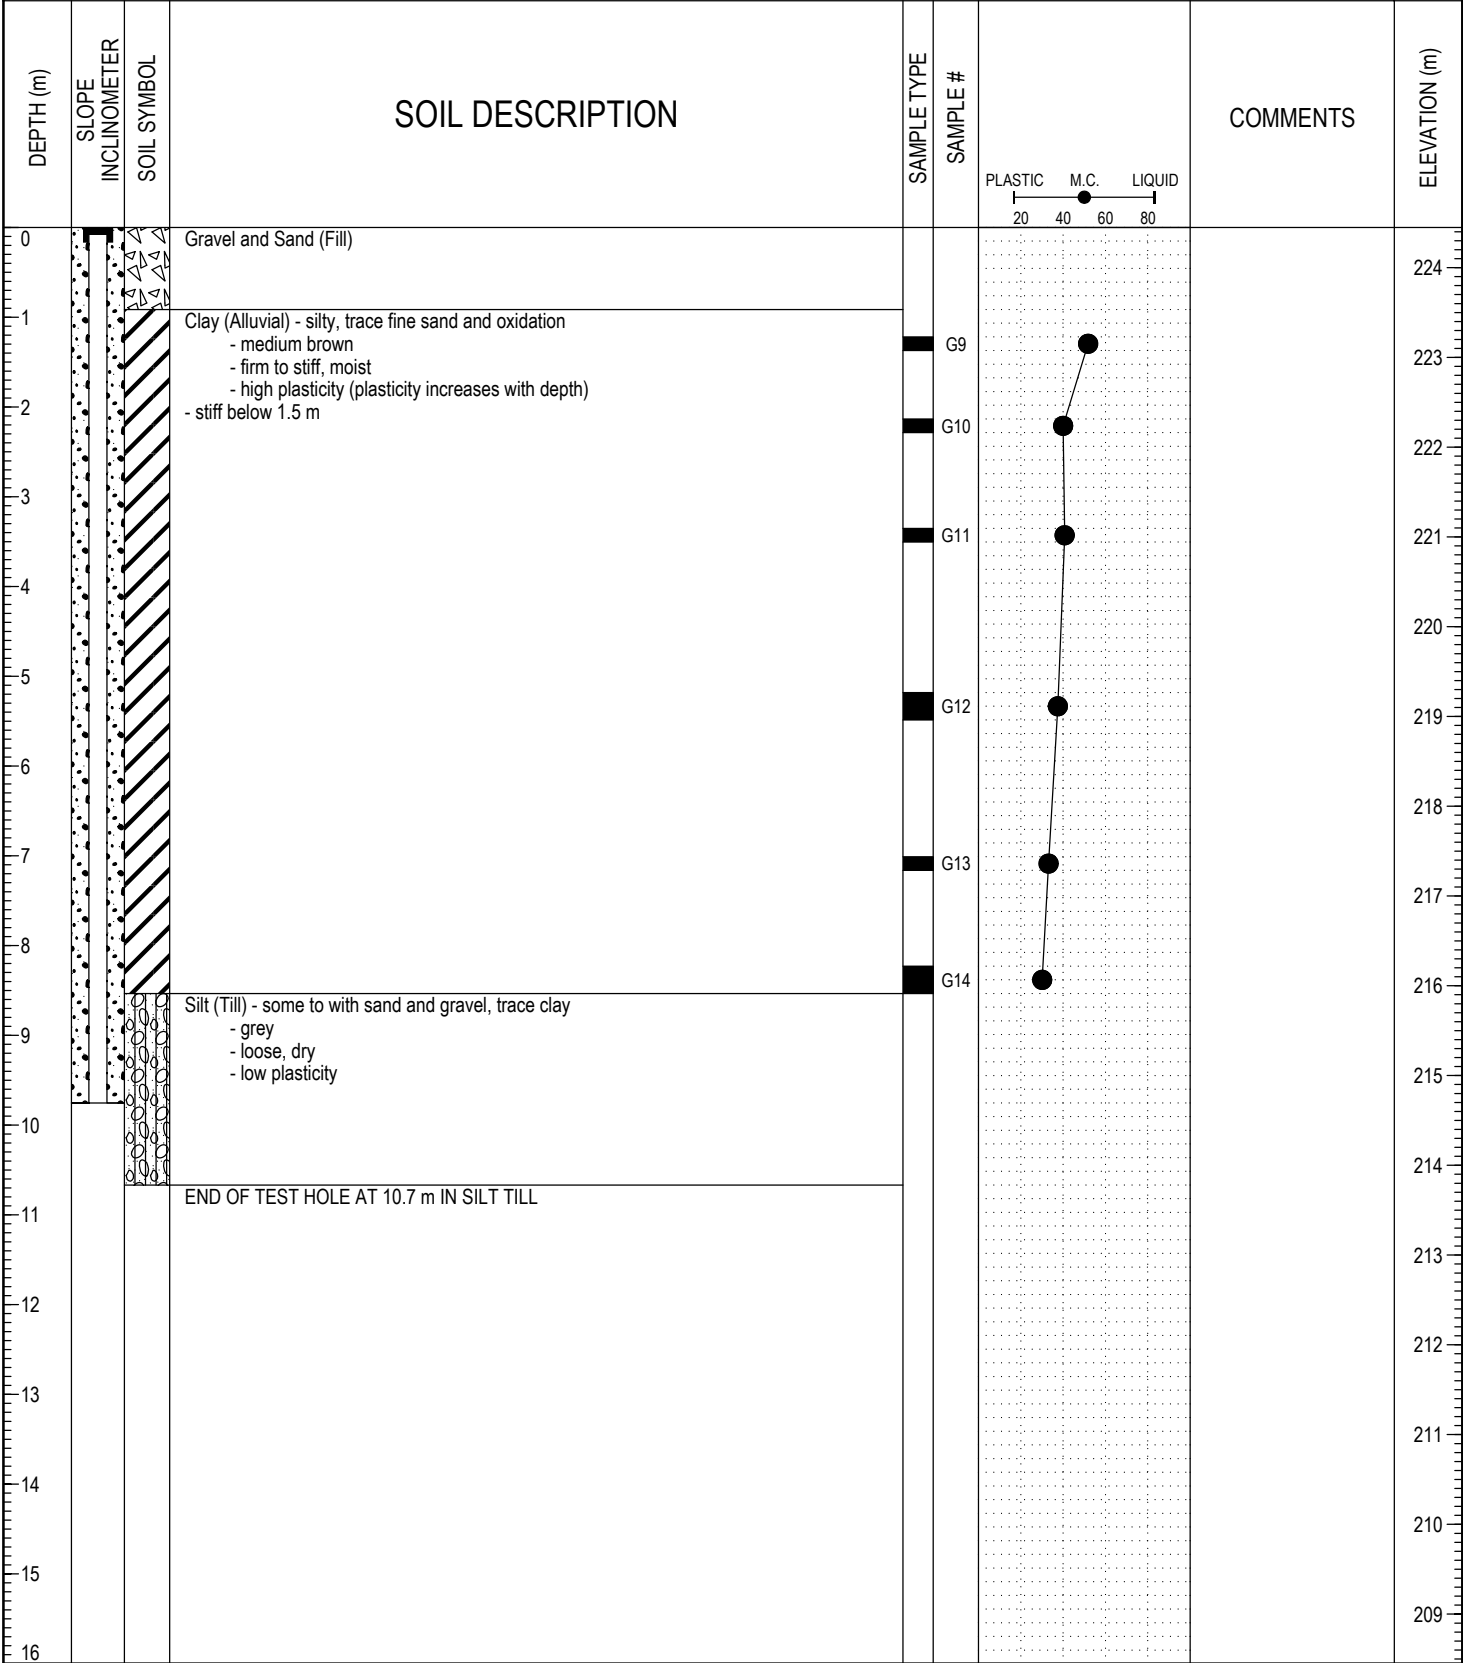 DEPTH (m)
SLOPE
INCLINOMETER
SOIL SYMBOL
SOIL DESCRIPTION
SAMPLE TYPE
SAMPLE #
PLASTIC M.C. LIQUID
20 40 60 80
COMMENTS
ELEVATION (m)
0
Gravel and Sand (Fill)
224
1
Clay (Alluvial) - silty, trace fine sand and oxidation
- medium brown
G9
223
- firm to stiff, moist
- high plasticity (plasticity increases with depth)
2
- stiff below 1.5 m
G10
222
3
G11
221
4
220
5
G12
219
6
218
7
G13
217
8
G14
216
Silt (Till) - some to with sand and gravel, trace clay
- grey
9
- loose, dry
- low plasticity
215
10
214
END OF TEST HOLE AT 10.7 m IN SILT TILL
11
213
12
212
13
211
14
210
15
209
16